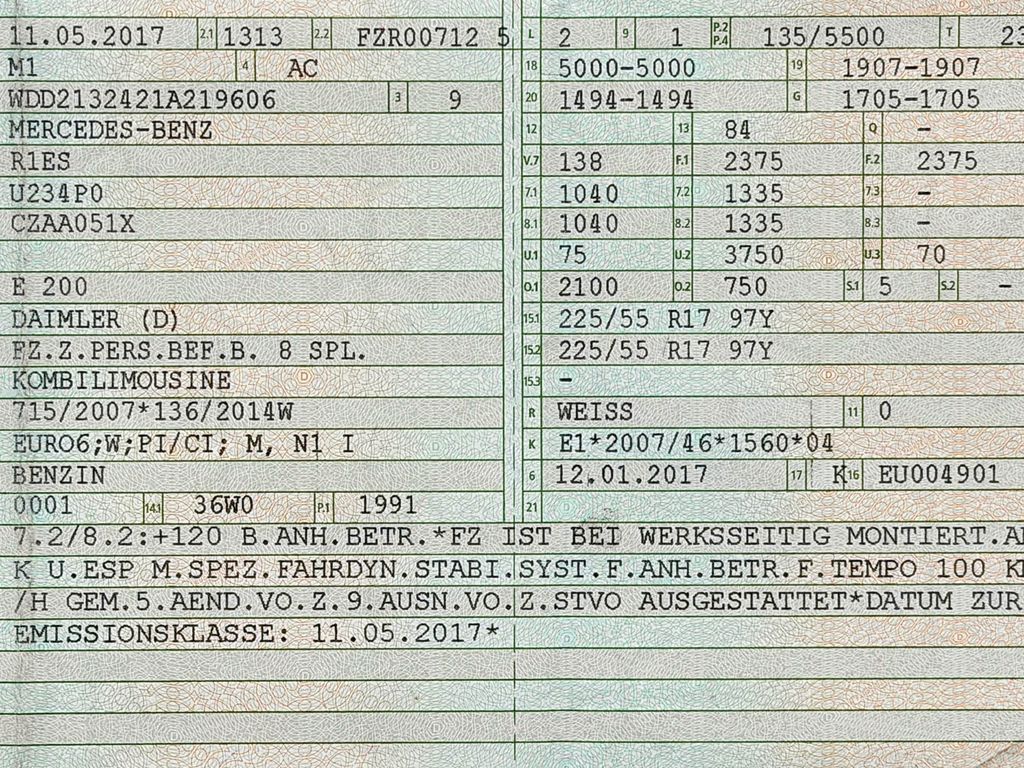 11.05.2017 2.1 1313 2.2 FZR00712 5 L 2 9 1 P.2 P.4 135/5500 T 23
M1 4 AC 18 5000-5000 19 1907-1907
WDD2132421A219606 3 9 20 1494-1494 G 1705-1705
MERCEDES-BENZ 12 13 84 Q -
R1ES V.7 138 F.1 2375 F.2 2375
U234P0 7.1 1040 7.2 1335 7.3 -
CZAA051X 8.1 1040 8.2 1335 8.3 -
U.1 75 U.2 3750 U.3 70
E 200 O.1 2100 O.2 750 S.1 5 S.2 -
DAIMLER (D) 15.1 225/55 R17 97Y
FZ.Z.PERS.BEF.B. 8 SPL. 15.2 225/55 R17 97Y
KOMBILIMOUSINE 15.3 -
715/2007*136/2014W R WEISS 11 0
EURO6;W;PI/CI; M, N1 I K E1*2007/46*1560*04
BENZIN 6 12.01.2017 17 K 16 EU004901
0001 14.1 36W0 P.1 1991 21
7.2/8.2:+120 B.ANH.BETR.*FZ IST BEI WERKSSEITIG MONTIERT.A
K U.ESP M.SPEZ.FAHRDYN.STABI.SYST.F.ANH.BETR.F.TEMPO 100 K
/H GEM.5.AEND.VO.Z.9.AUSN.VO.Z.STVO AUSGESTATTET*DATUM ZUR
EMISSIONSKLASSE: 11.05.2017*